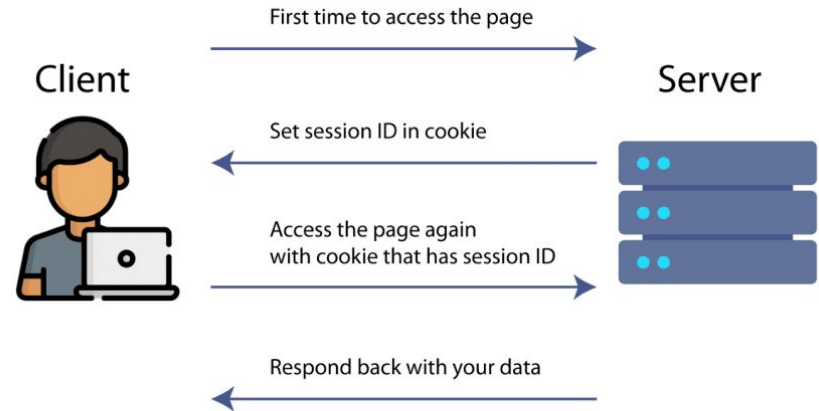 First time to access the page
Client
Server
Set session ID in cookie
Access the page again
with cookie that has session ID
Respond back with your data